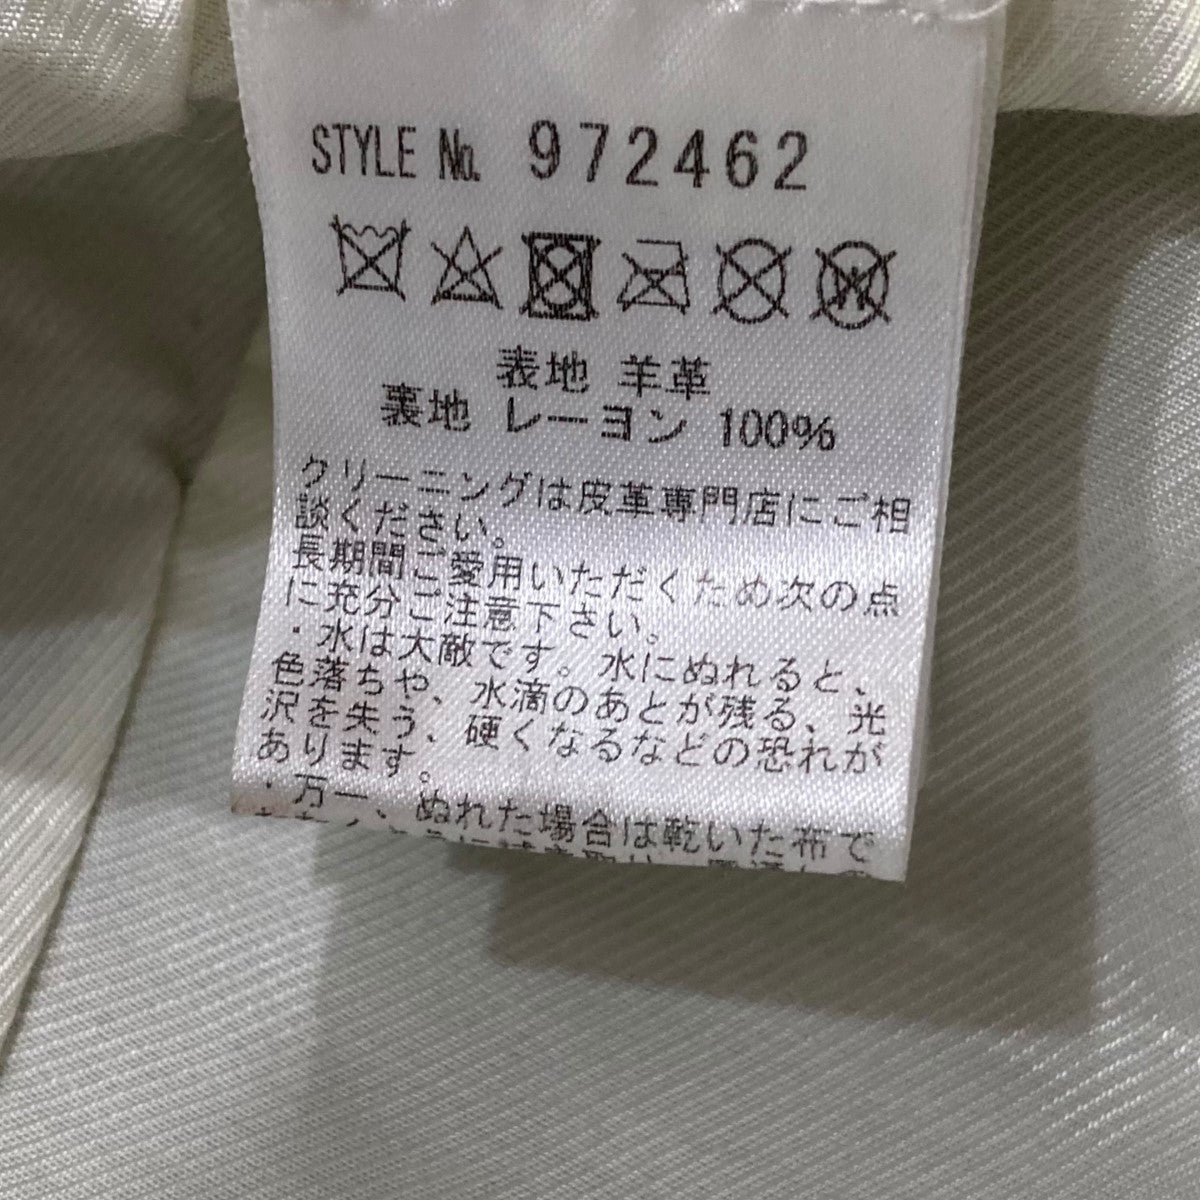 STYLE No. 972462
表地 羊革
裏地 レーヨン 100%
クリーニングは皮革専門店にご相
談ください。
長期間ご愛用いただくため次の点
に充分ご注意下さい。
・水は大敵です。水にぬれると、
色落ちや、水滴のあとが残る、光
沢を失う、硬くなるなどの恐れが
あります。
・万一、ぬれた場合は乾いた布で